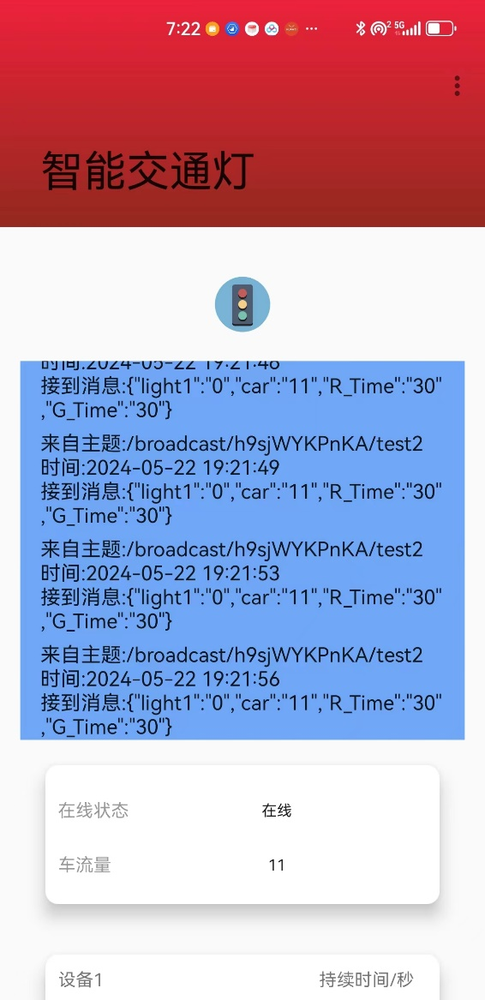 7:22
2 5G
智能交通灯
时间:2024-05-22 19:21:46
接到消息:{"light1":"0","car":"11","R_Time":"30"
,"G_Time":"30"}
来自主题:/broadcast/h9sjWYKPnKA/test2
时间:2024-05-22 19:21:49
接到消息:{"light1":"0","car":"11","R_Time":"30"
,"G_Time":"30"}
来自主题:/broadcast/h9sjWYKPnKA/test2
时间:2024-05-22 19:21:53
接到消息:{"light1":"0","car":"11","R_Time":"30"
,"G_Time":"30"}
来自主题:/broadcast/h9sjWYKPnKA/test2
时间:2024-05-22 19:21:56
接到消息:{"light1":"0","car":"11","R_Time":"30"
,"G_Time":"30"}
在线状态 在线
车流量 11
设备1 持续时间/秒